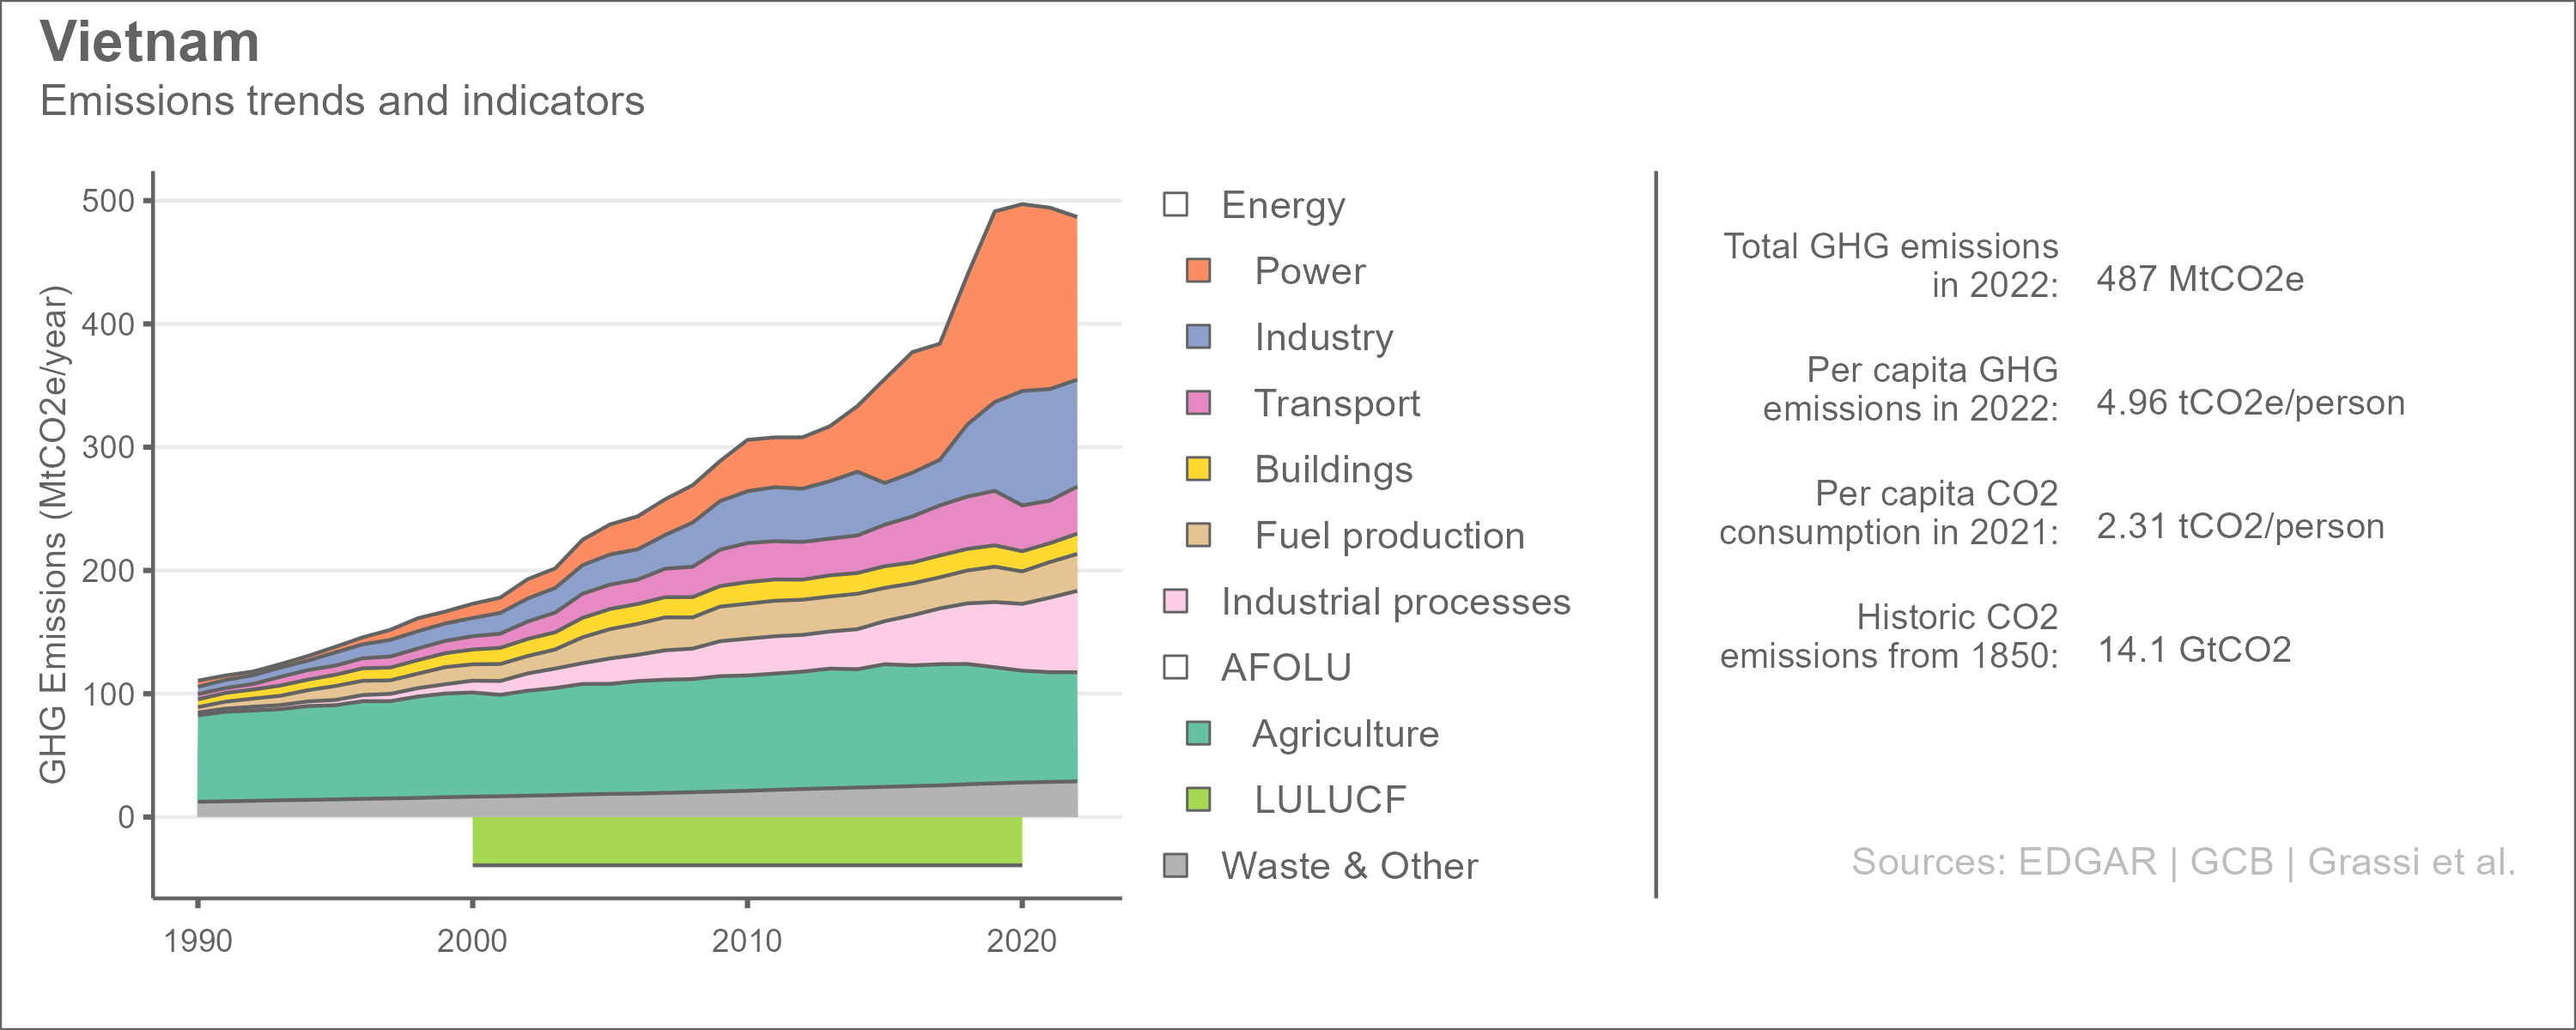 Vietnam
Emissions trends and indicators
GHG Emissions (MtCO2e/year)
500
400
300
200
100
0
1990
2000
2010
2020
Energy
Power
Industry
Transport
Buildings
Fuel production
Industrial processes
AFOLU
Agriculture
LULUCF
Waste & Other
Total GHG emissions
in 2022:
487 MtCO2e
Per capita GHG
emissions in 2022:
4.96 tCO2e/person
Per capita CO2
consumption in 2021:
2.31 tCO2/person
Historic CO2
emissions from 1850:
14.1 GtCO2
Sources: EDGAR | GCB | Grassi et al.